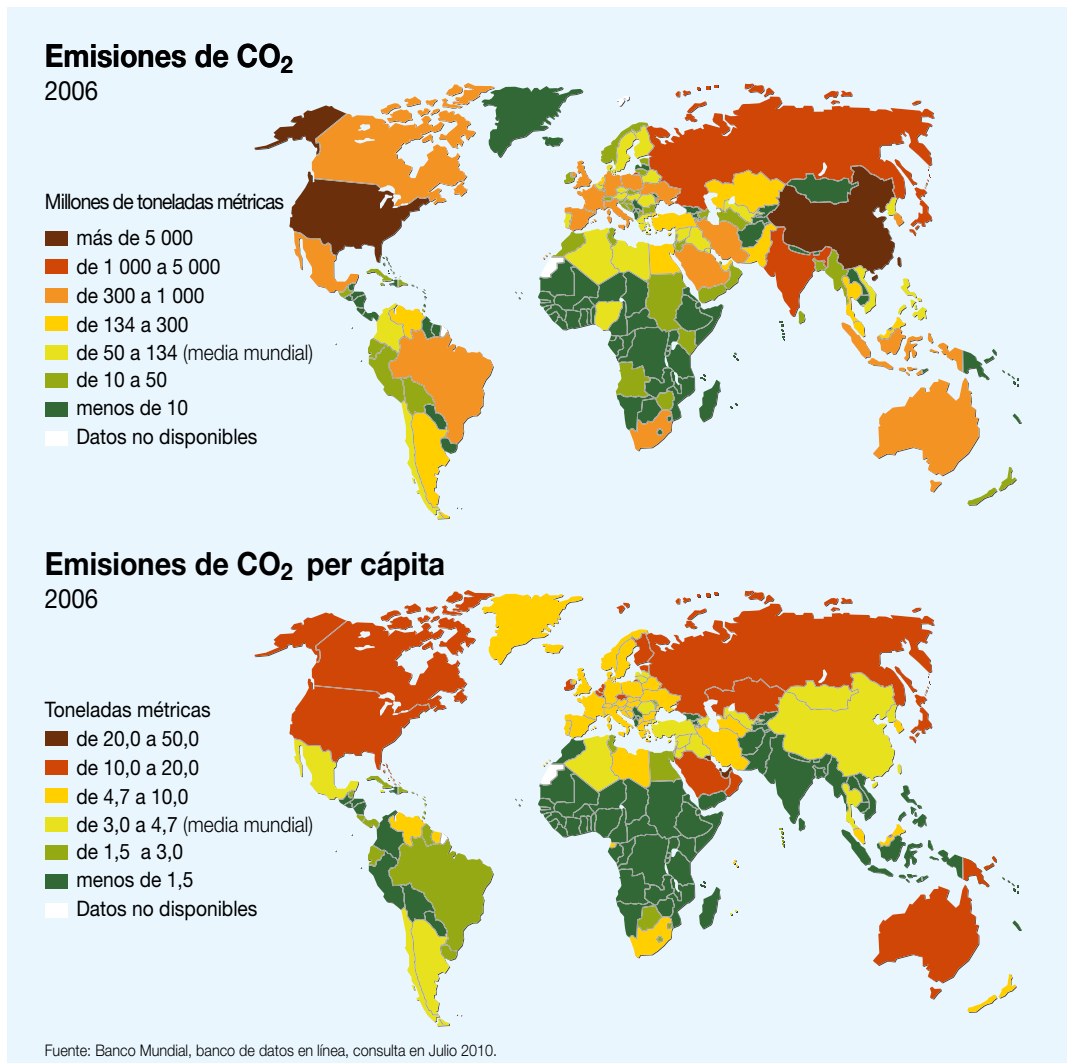 Emisiones de CO2
2006
Millones de toneladas métricas
más de 5 000
de 1 000 a 5 000
de 300 a 1 000
de 134 a 300
de 50 a 134 (media mundial)
de 10 a 50
menos de 10
Datos no disponibles
Emisiones de CO2 per cápita
2006
Toneladas métricas
de 20,0 a 50,0
de 10,0 a 20,0
de 4,7 a 10,0
de 3,0 a 4,7 (media mundial)
de 1,5 a 3,0
menos de 1,5
Datos no disponibles
Fuente: Banco Mundial, banco de datos en línea, consulta en Julio 2010.